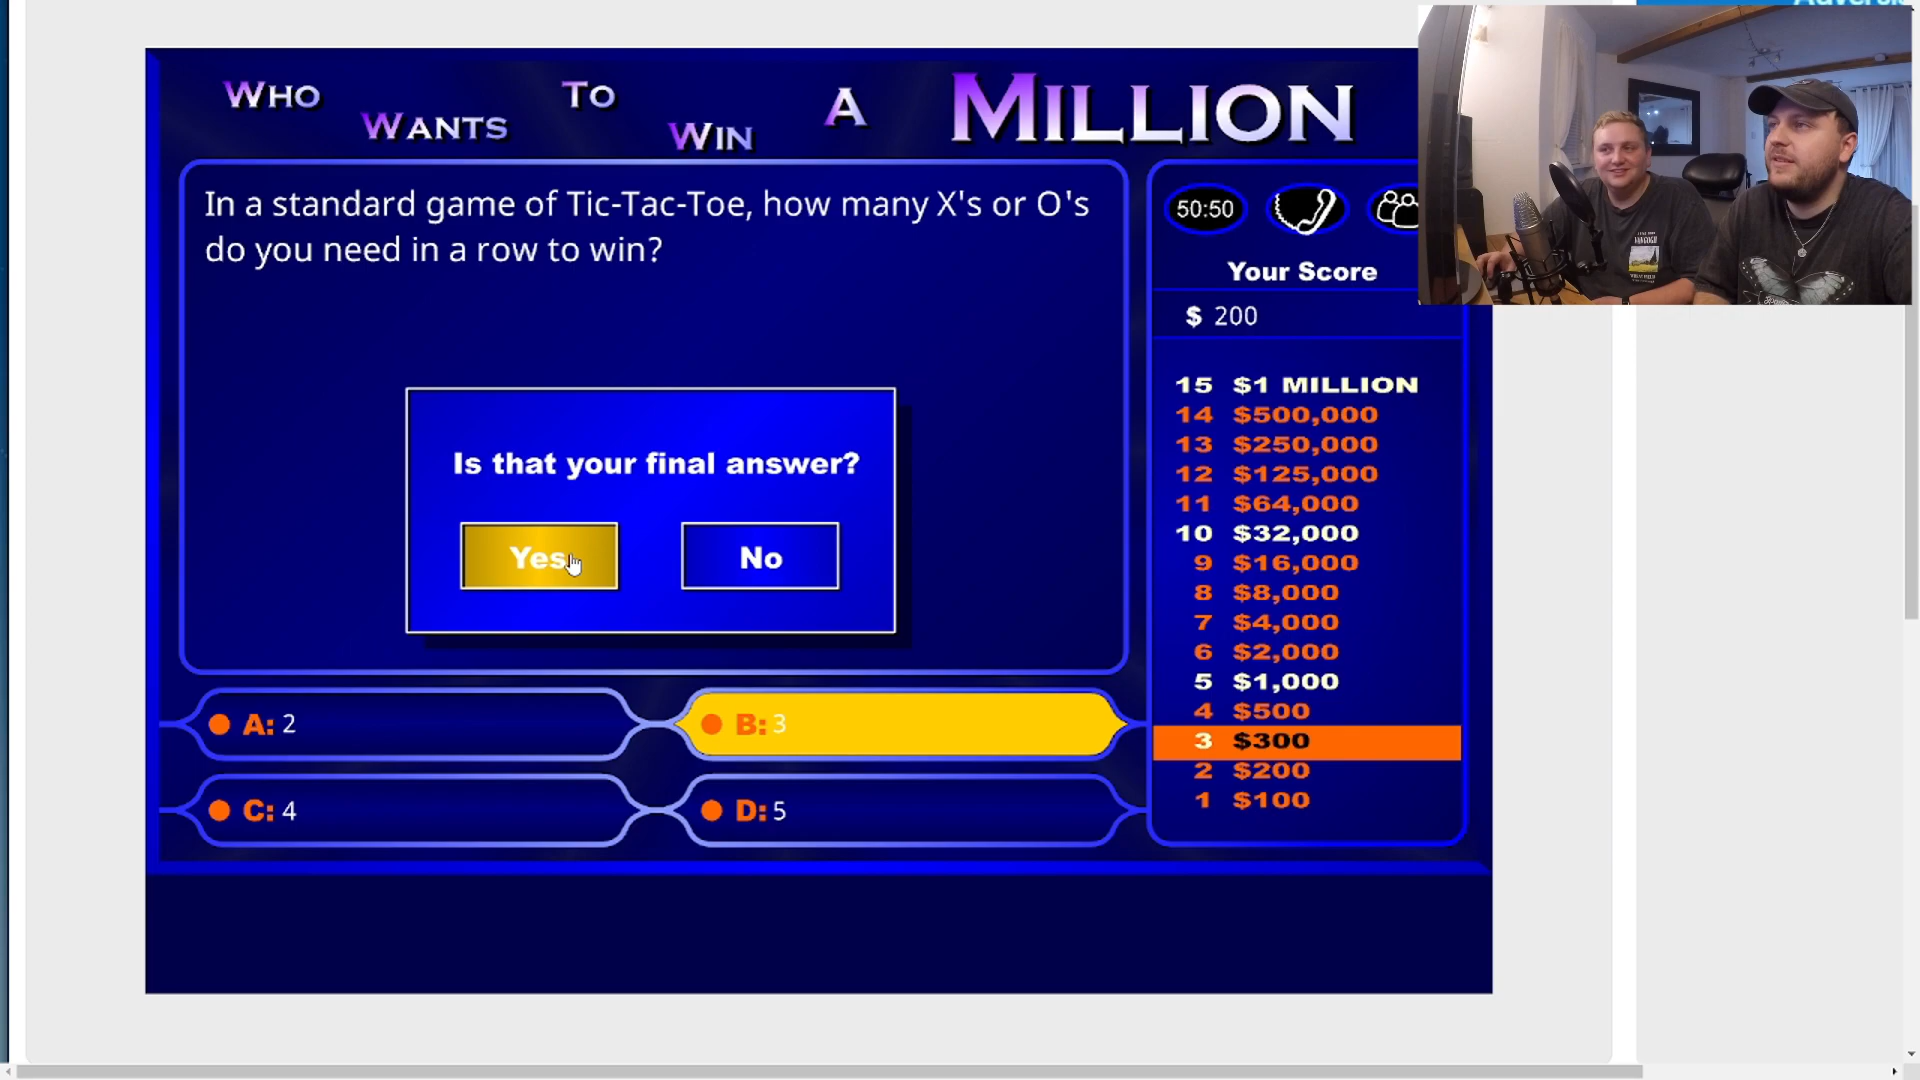 WHO WANTS TO WIN A MILLION
In a standard game of Tic-Tac-Toe, how many X's or O's
do you need in a row to win?
50:50
Your Score
$ 200
Is that your final answer?
Yes
No
15 $1 MILLION
14 $500,000
13 $250,000
12 $125,000
11 $64,000
10 $32,000
9 $16,000
8 $8,000
7 $4,000
6 $2,000
5 $1,000
4 $500
3 $300
2 $200
1 $100
A: 2
B: 3
C: 4
D: 5